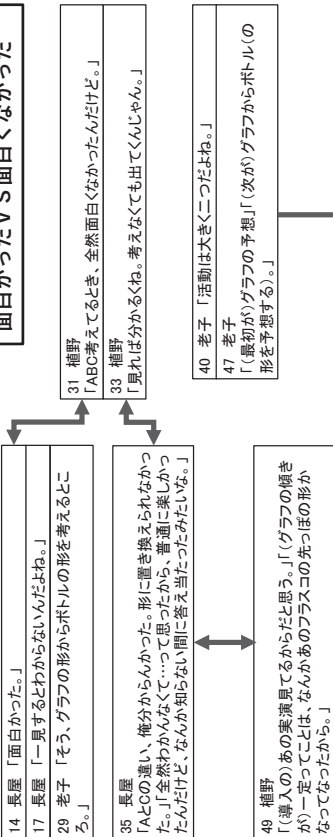 面白かったVS面白くなかった
14 長屋 「面白かった。」
17 長屋 「一見するとわからないんだよね。」
29 老子 「そう、グラフの形からボトルの形を考えるとこ
ろ。」
31 植野
「ABC考えてるとき、全然面白くなかったんだけど。」
33 植野
「見れば分かるくね。考えなくても出てくんじゃん。」
35 長屋
「AとCの違い、俺分からんかった。形に置き換えられなかっ
た。」「全然わかんなくて…って思ったから、普通に楽しかっ
たんだけど、なんか知らない間に答え当たったみたいな。」
40 老子 「活動は大きく二つだよね。」
47 老子
「(最初が)グラフの予想」「(次が)グラフからボトル(の
形を予想する)。」
49 植野
「(導入の)あの実演見てるからだと思う。」「(グラフの傾き
が)一定ってことは、なんかあのフラスコの先っぽの形か
なってなったから。」